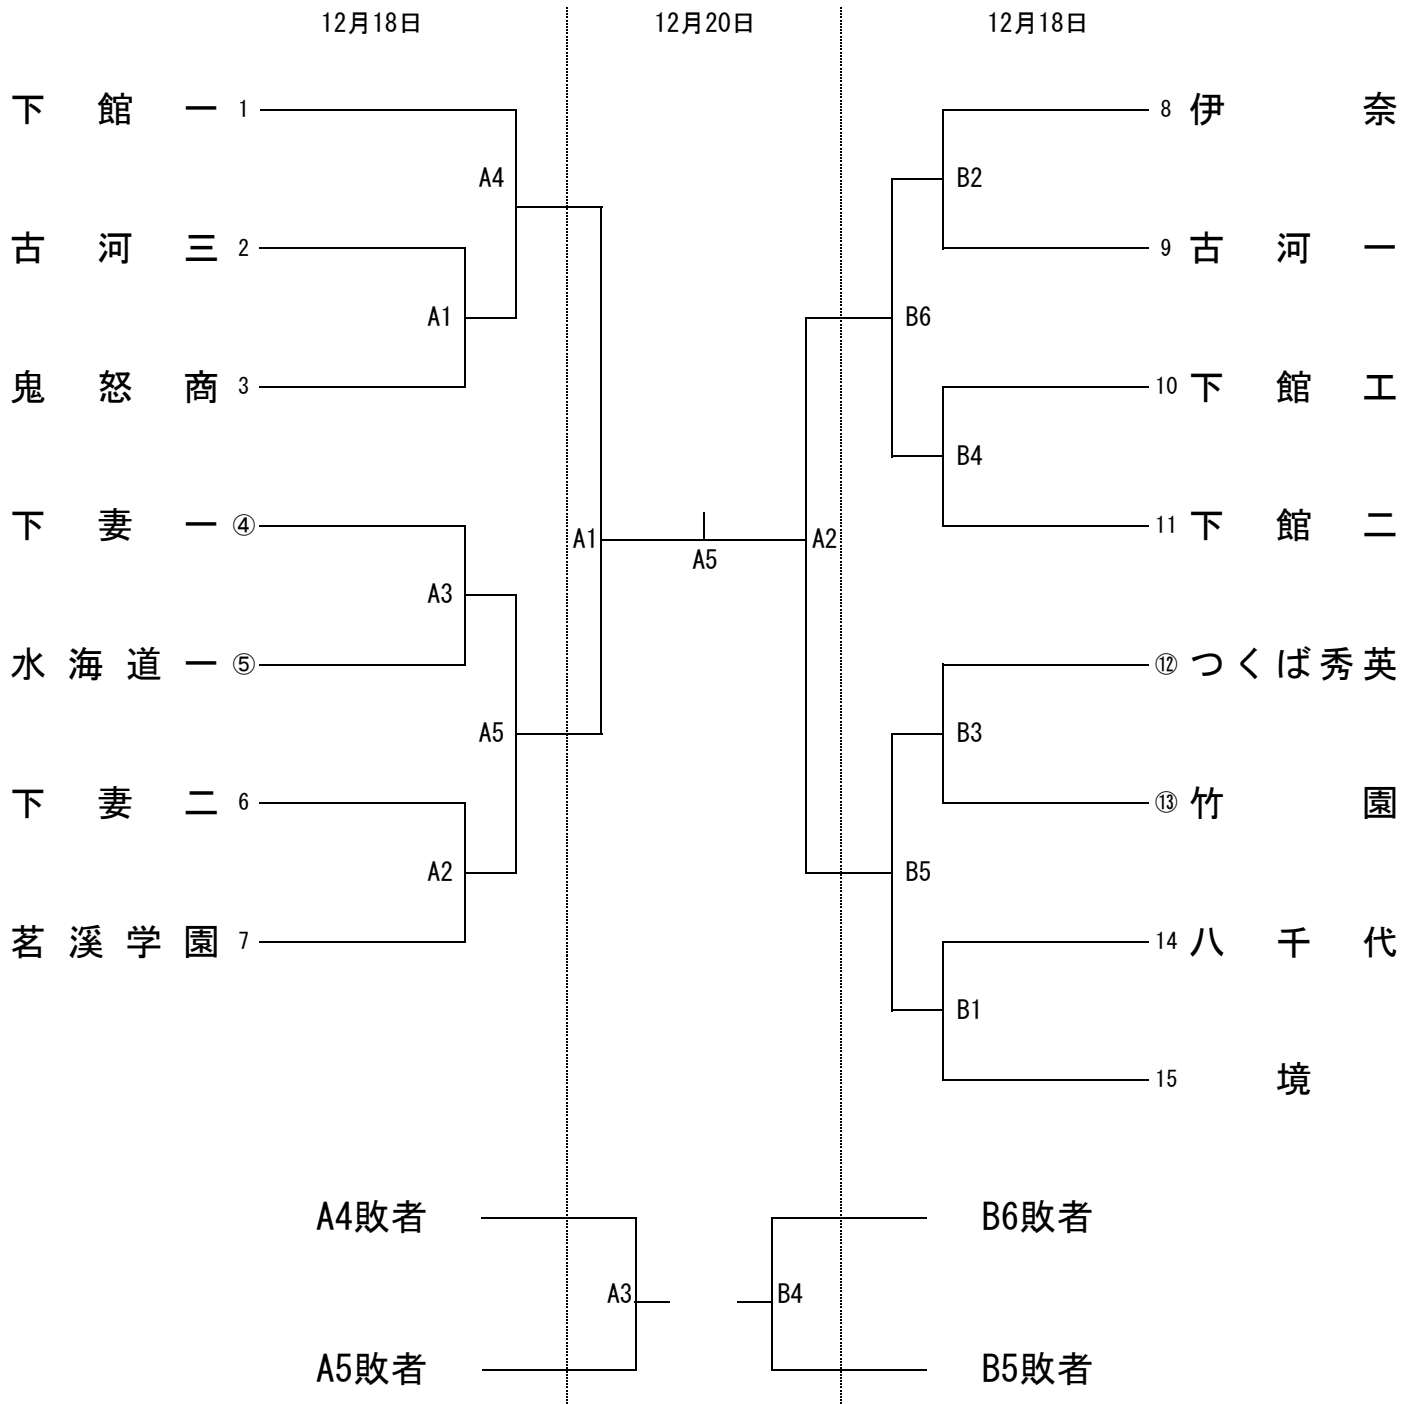 12月18日 12月20日 12月18日
下館一 1 8 伊奈
A4 B2
古河三 2 9 古河一
A1 B6
鬼怒商 3 10 下館工
B4
下妻一 ④ 11 下館二
A1 A5 A2
A3
水海道一 ⑤ ⑫ つくば秀英
A5 B3
下妻二 6 ⑬ 竹園
A2 B5
茗溪学園 7 14 八千代
B1
15 境
A4敗者 B6敗者
A3 B4
A5敗者 B5敗者